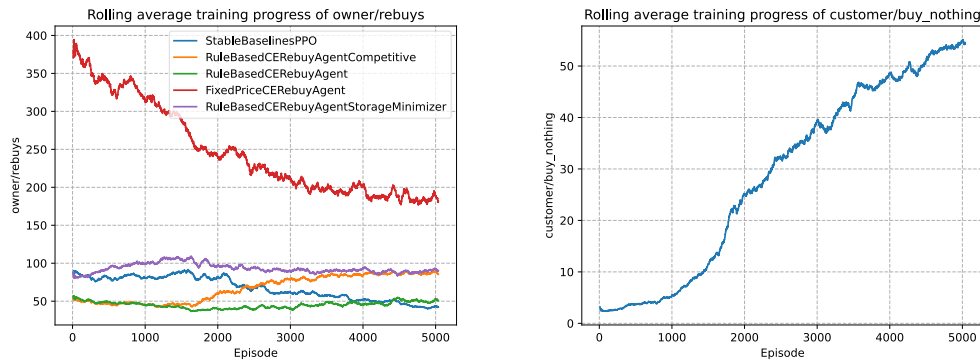 Rolling average training progress of owner/rebuys
400
350
300
250
200
150
100
50
owner/rebuys
0
1000
2000
3000
4000
5000
Episode
StableBaselinesPPO
RuleBasedCERebuyAgentCompetitive
RuleBasedCERebuyAgent
FixedPriceCERebuyAgent
RuleBasedCERebuyAgentStorageMinimizer
Rolling average training progress of customer/buy_nothing
50
40
30
20
10
0
customer/buy_nothing
0
1000
2000
3000
4000
5000
Episode